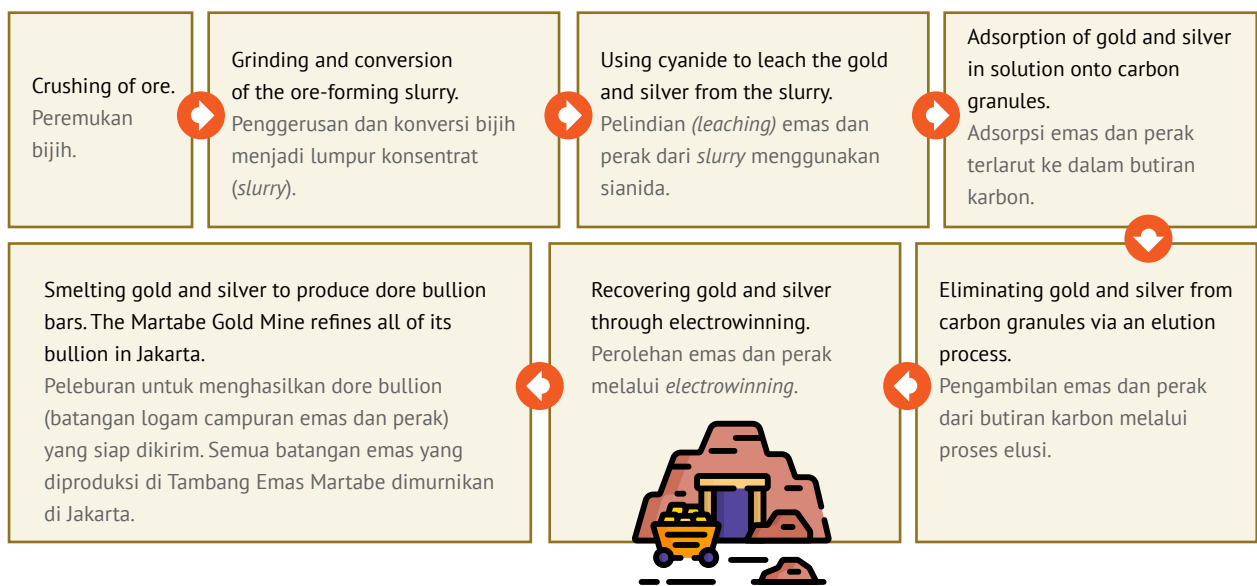 Crushing of ore.
Peremukan
bijih.
Grinding and conversion
of the ore-forming slurry.
Penggerusan dan konversi bijih
menjadi lumpur konsentrat
(slurry).
Using cyanide to leach the gold
and silver from the slurry.
Pelindian (leaching) emas dan
perak dari slurry menggunakan
sianida.
Adsorption of gold and silver
in solution onto carbon
granules.
Adsorpsi emas dan perak
terlarut ke dalam butiran
karbon.
Eliminating gold and silver from
carbon granules via an elution
process.
Pengambilan emas dan perak
dari butiran karbon melalui
proses elusi.
Recovering gold and silver
through electrowinning.
Perolehan emas dan perak
melalui electrowinning.
Smelting gold and silver to produce dore bullion
bars. The Martabe Gold Mine refines all of its
bullion in Jakarta.
Peleburan untuk menghasilkan dore bullion
(batangan logam campuran emas dan perak)
yang siap dikirim. Semua batangan emas yang
diproduksi di Tambang Emas Martabe dimurnikan
di Jakarta.